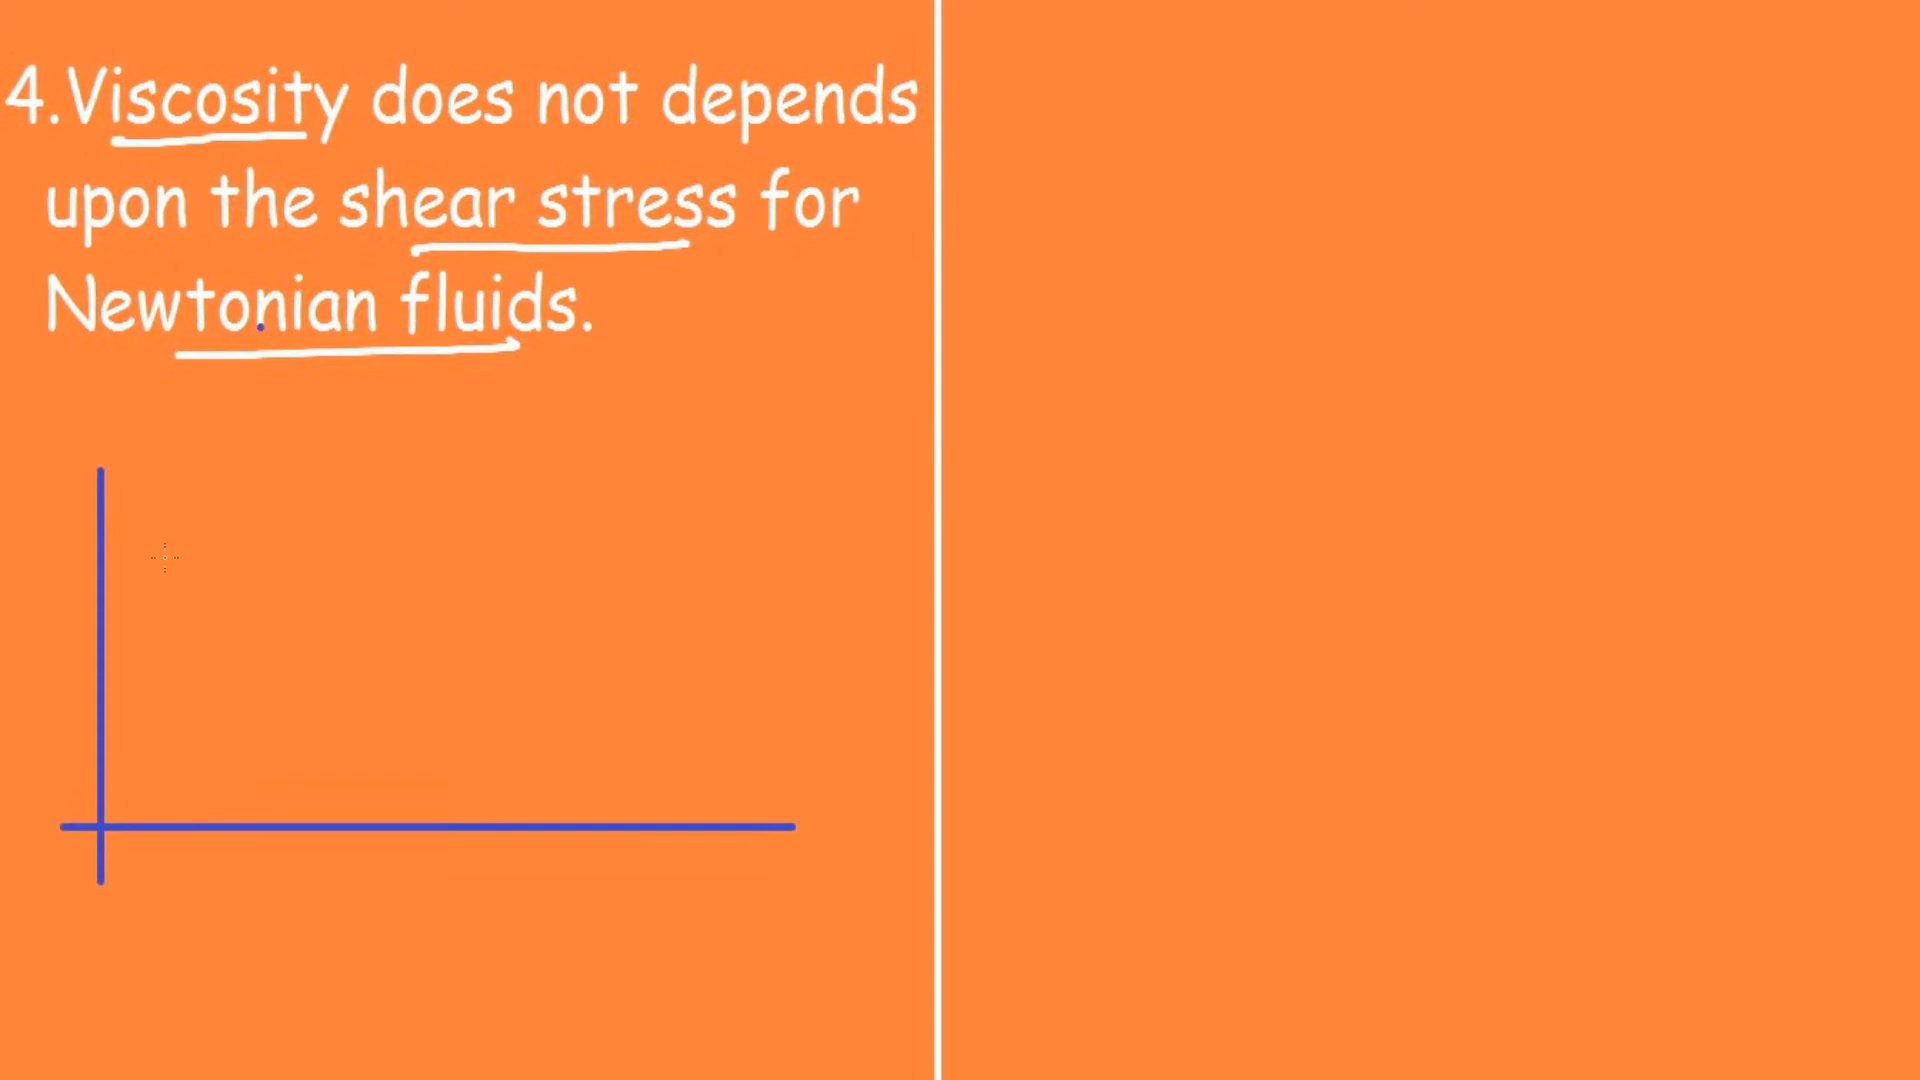 4.Viscosity does not depends
upon the shear stress for
Newtonian fluids.